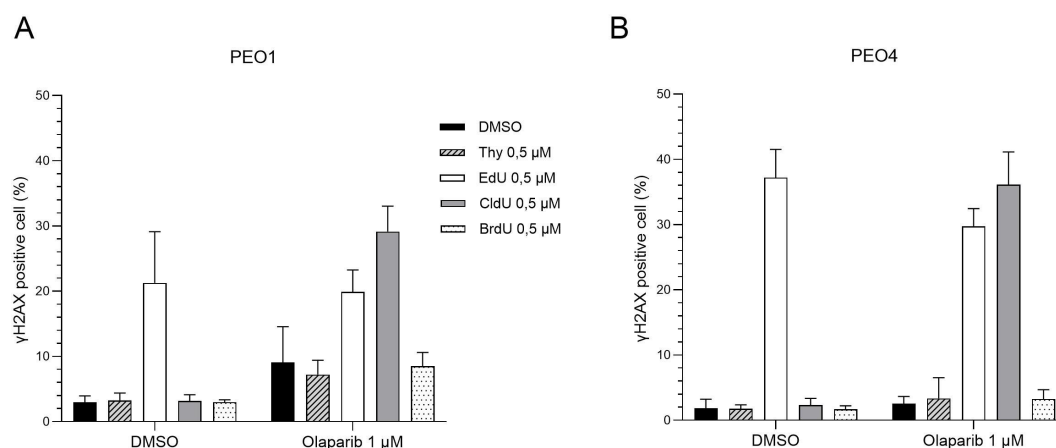 A
PEO1
γH2AX positive cell (%)
50
40
30
20
10
0
DMSO
Olaparib 1 µM
DMSO
Thy 0,5 µM
EdU 0,5 µM
CldU 0,5 µM
BrdU 0,5 µM
B
PEO4
γH2AX positive cell (%)
50
40
30
20
10
0
DMSO
Olaparib 1 µM